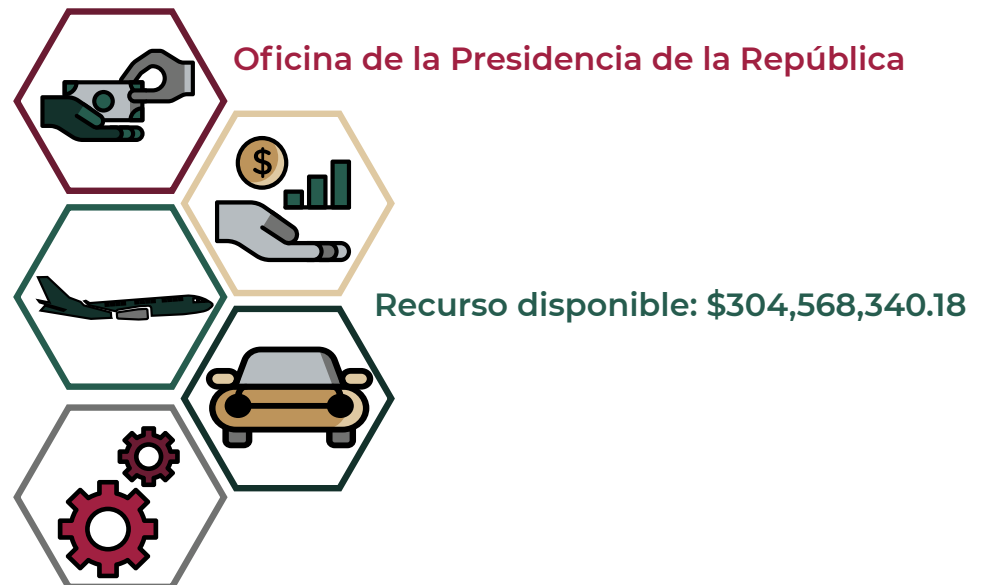 Oficina de la Presidencia de la República
$
Recurso disponible: $304,568,340.18